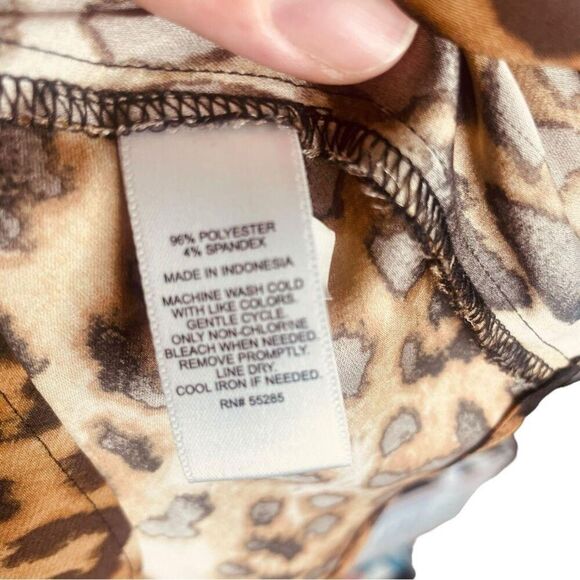 96% POLYESTER
4% SPANDEX
MADE IN INDONESIA
MACHINE WASH COLD
WITH LIKE COLORS.
GENTLE CYCLE.
ONLY NON-CHLORINE
BLEACH WHEN NEEDED.
REMOVE PROMPTLY.
LINE DRY.
COOL IRON IF NEEDED.
RN# 55285